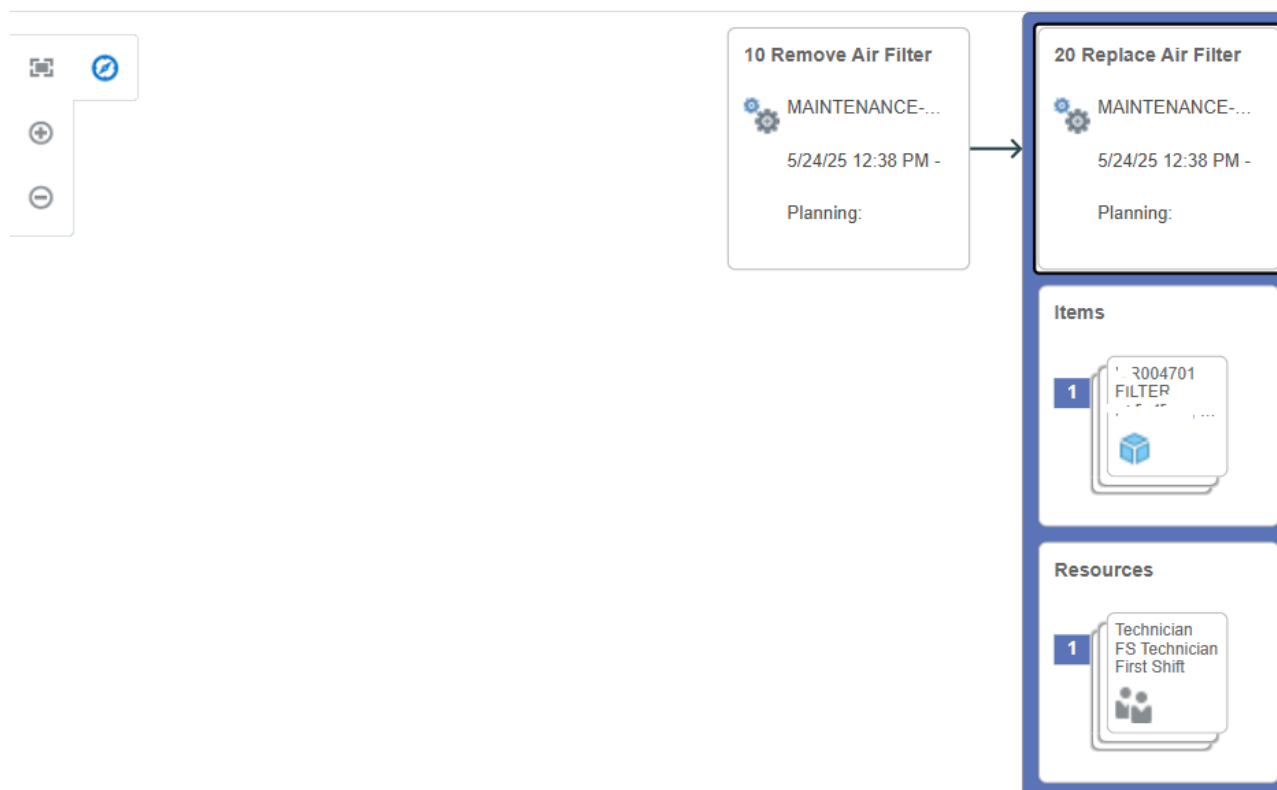 10 Remove Air Filter
MAINTENANCE-...
5/24/25 12:38 PM -
Planning:
20 Replace Air Filter
MAINTENANCE-...
5/24/25 12:38 PM -
Planning:
Items
1
FILTER
Resources
1
Technician
FS Technician
First Shift